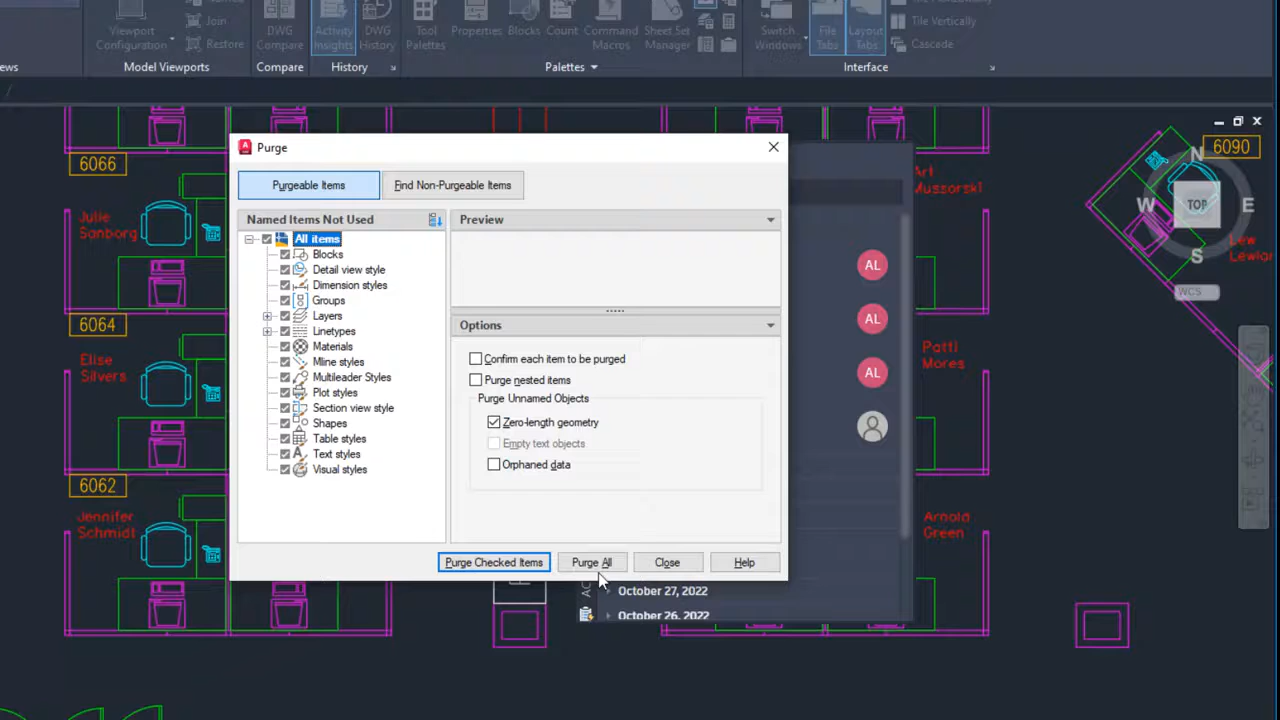 Join
Viewport
Configuration
Restore
DWG
Compare
Activity
Insights
DWG
History
Tool
Palettes
Properties
Blocks
Count
Command
Macros
Sheet Set
Manager
Switch
Windows
File
Tabs
Layout
Tabs
Tile Vertically
Cascade
Model Viewports
Compare
History
Palettes
Interface
6066
Julie
Sanborg
6064
Elise
Silvers
6062
Jennifer
Schmidt
Purge
Purgeable Items
Find Non-Purgeable Items
Named Items Not Used
All items
Blocks
Detail view style
Dimension styles
Groups
Layers
Linetypes
Materials
Mline styles
Multileader Styles
Plot styles
Section view style
Shapes
Table styles
Text styles
Visual styles
Preview
Options
Confirm each item to be purged
Purge nested items
Purge Unnamed Objects
Zero-length geometry
Empty text objects
Orphaned data
Purge Checked Items
Purge All
Close
Help
AL
AL
AL
October 27, 2022
October 26, 2022
Art
Mussorski
Patti
Mores
Arnold
Green
6090
N
W
TOP
E
S
WCS
Lew